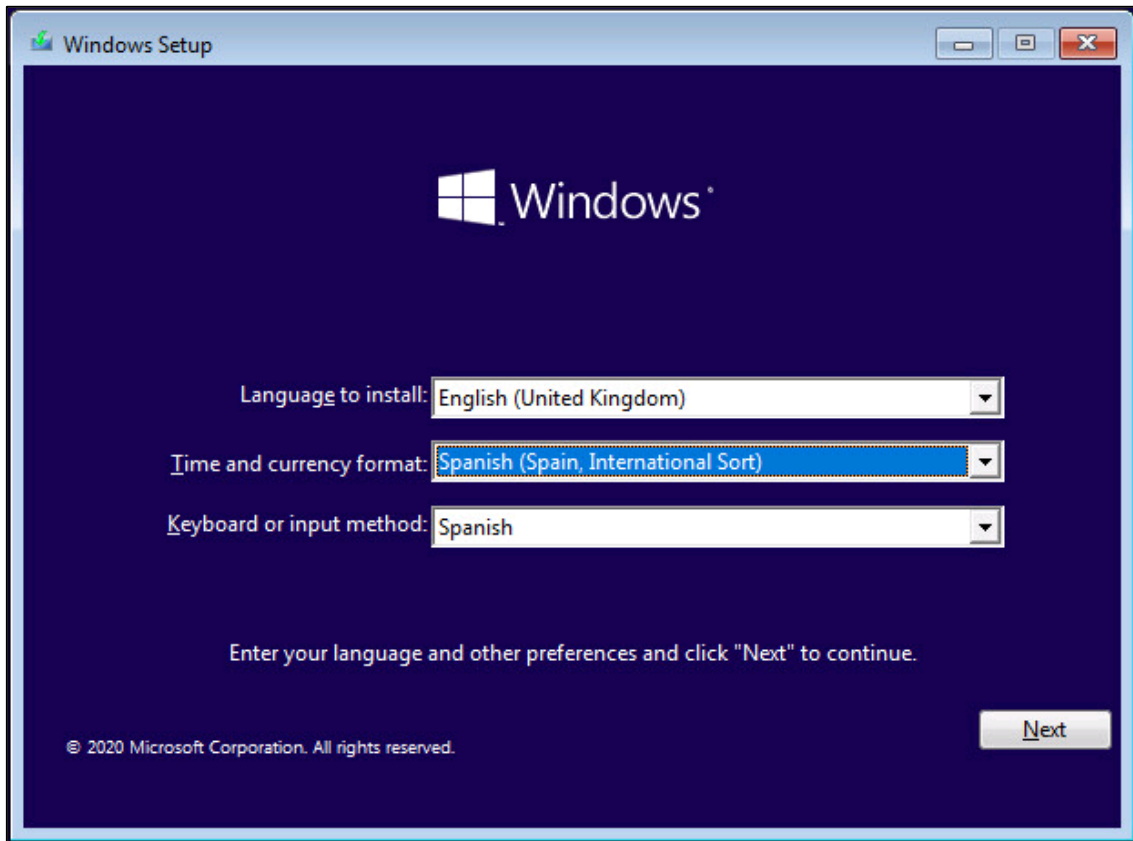 Windows Setup
Windows
Language to install: English (United Kingdom)
Time and currency format: Spanish (Spain, International Sort)
Keyboard or input method: Spanish
Enter your language and other preferences and click "Next" to continue.
© 2020 Microsoft Corporation. All rights reserved.
Next